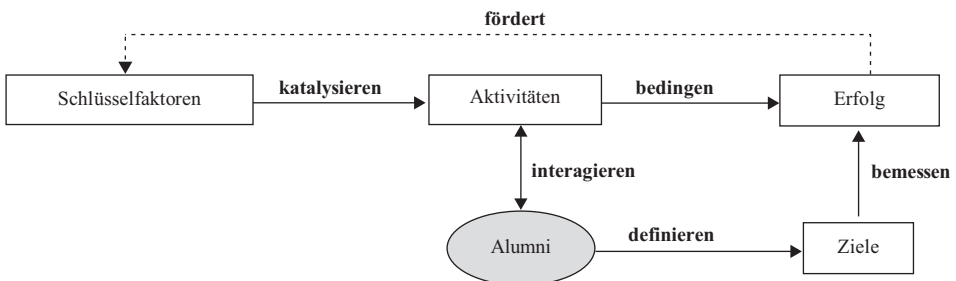 fördert
Schlüsselfaktoren
katalysieren
Aktivitäten
bedingen
Erfolg
interagieren
bemessen
Alumni
definieren
Ziele